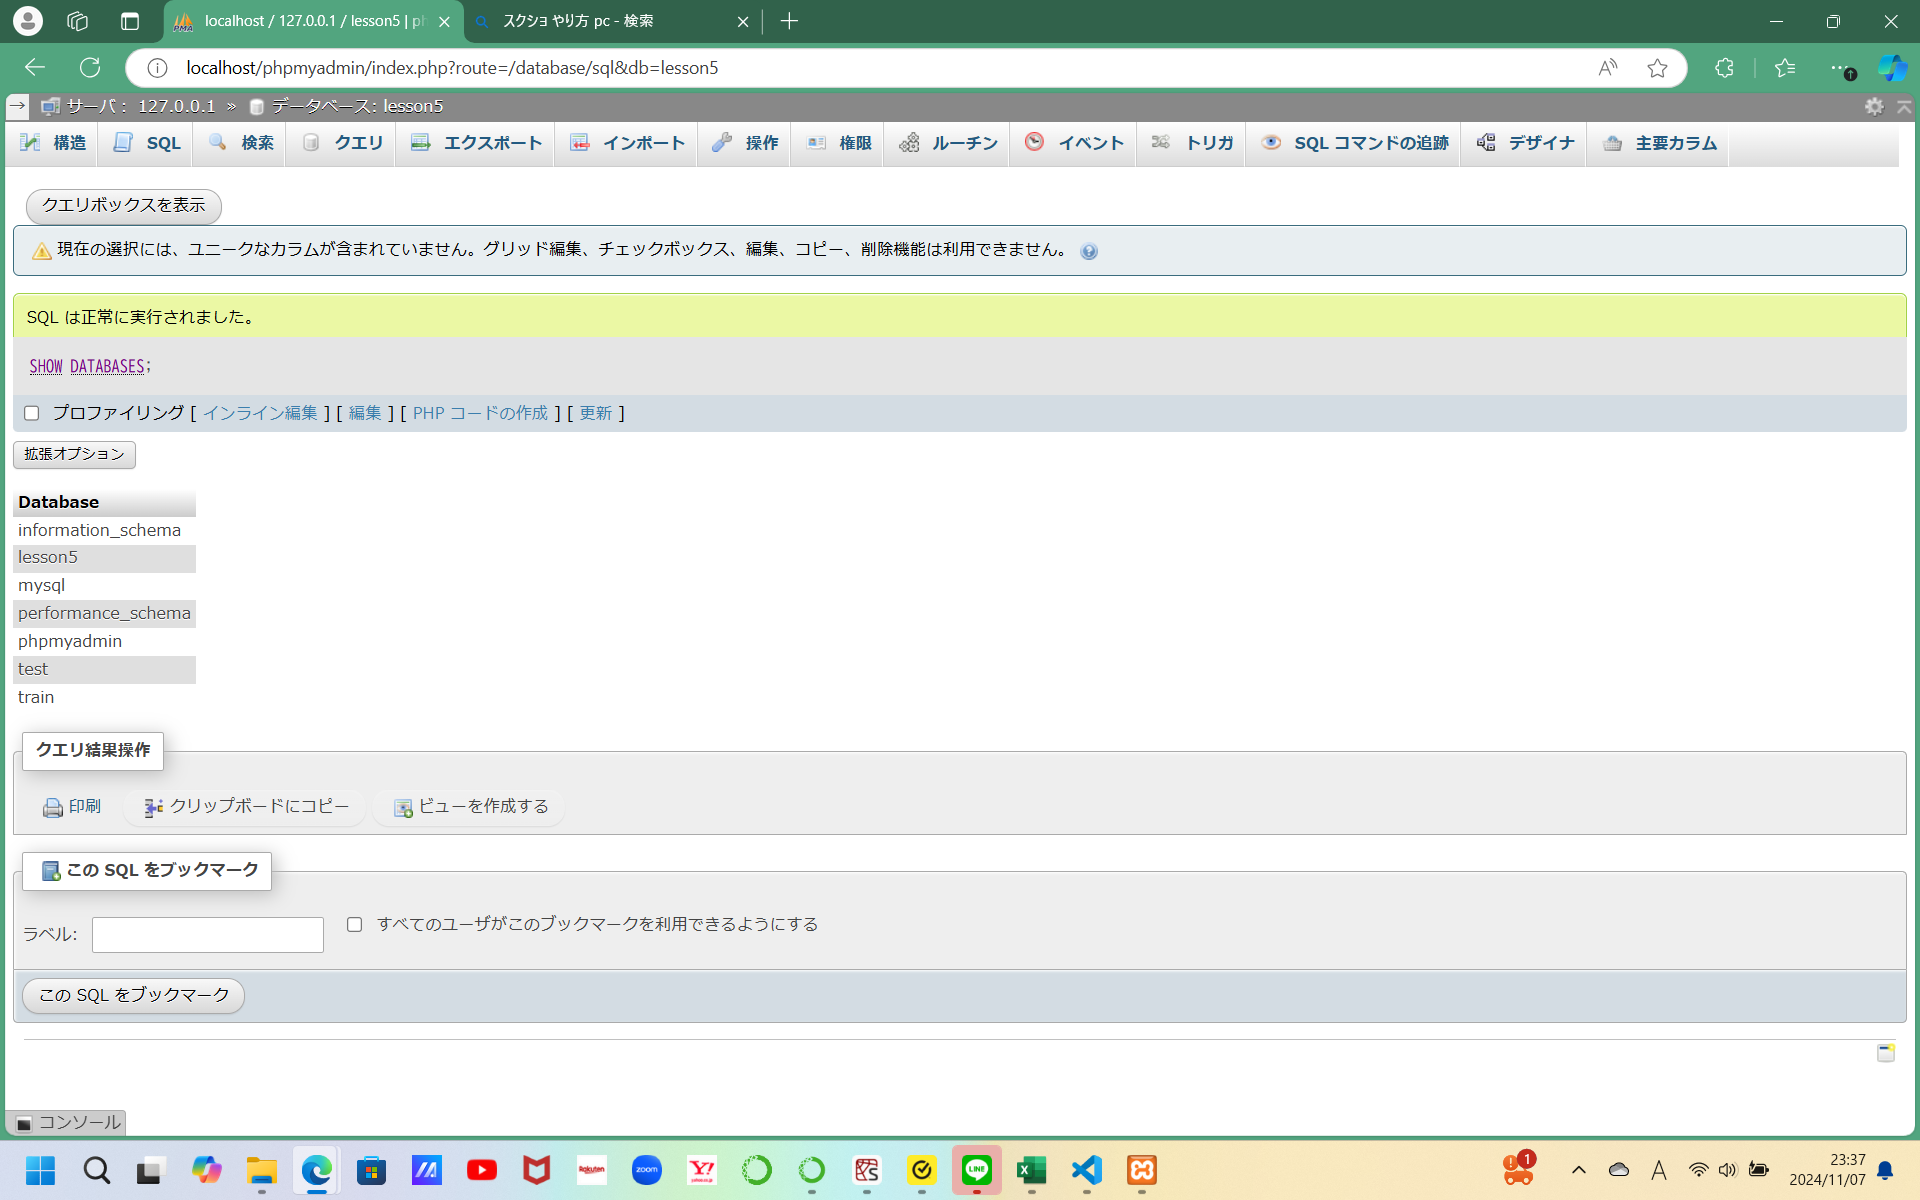 localhost / 127.0.0.1 / lesson5 | ph
スクショ やり方 pc - 検索
localhost/phpmyadmin/index.php?route=/database/sql&db=lesson5
サーバ: 127.0.0.1 » データベース: lesson5
構造 SQL 検索 クエリ エクスポート インポート 操作 権限 ルーチン イベント トリガ SQL コマンドの追跡 デザイナ 主要カラム
クエリボックスを表示
現在の選択には、ユニークなカラムが含まれていません。グリッド編集、チェックボックス、編集、コピー、削除機能は利用できません。
SQL は正常に実行されました。
SHOW DATABASES;
プロファイリング [ インライン編集 ] [ 編集 ] [ PHP コードの作成 ] [ 更新 ]
拡張オプション
Database
information_schema
lesson5
mysql
performance_schema
phpmyadmin
test
train
クエリ結果操作
印刷 クリップボードにコピー ビューを作成する
この SQL をブックマーク
ラベル: すべてのユーザがこのブックマークを利用できるようにする
この SQL をブックマーク
コンソール
Rakuten
zoom
Y!
LINE
1
A
23:37
2024/11/07